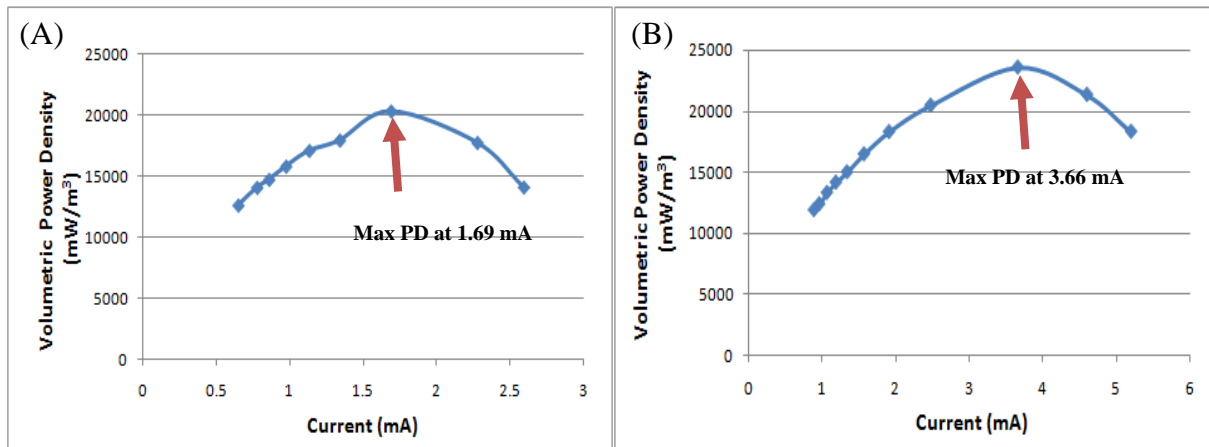 (A)
25000
20000
15000
10000
5000
0
Volumetric Power Density
(mW/m³)
Max PD at 1.69 mA
0 0.5 1 1.5 2 2.5 3
Current (mA)
(B)
25000
20000
15000
10000
5000
0
Volumetric Power Density
(mW/m³)
Max PD at 3.66 mA
0 1 2 3 4 5 6
Current (mA)